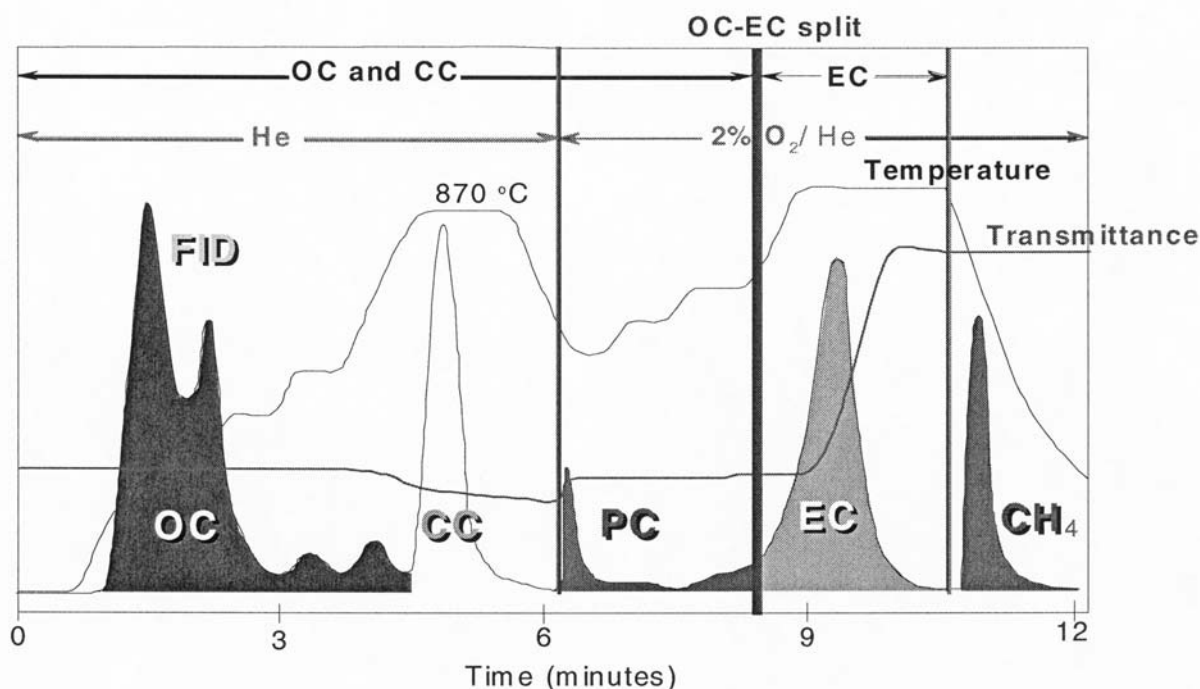 OC-EC split
OC and CC
EC
He
2% O₂/ He
Temperature
870 °C
Transmittance
FID
OC
CC
PC
EC
CH₄
0
3
6
9
12
Time (minutes)